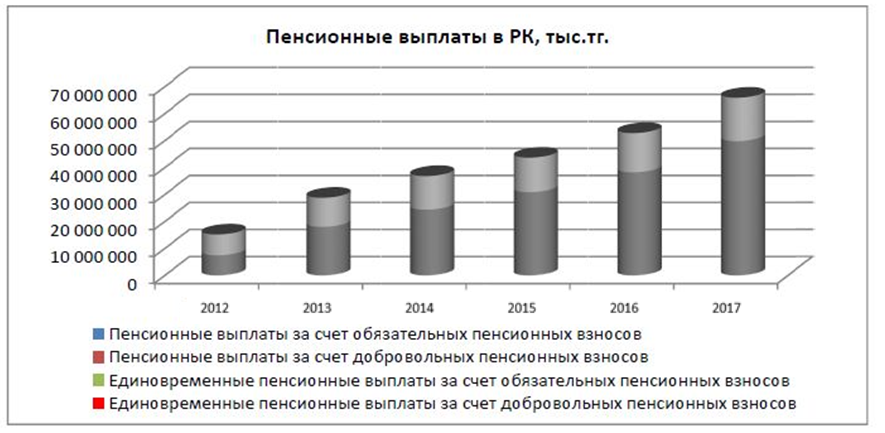 Пенсионные выплаты в РК, тыс.тг.
70 000 000
60 000 000
50 000 000
40 000 000
30 000 000
20 000 000
10 000 000
0
2012 2013 2014 2015 2016 2017
Пенсионные выплаты за счет обязательных пенсионных взносов
Пенсионные выплаты за счет добровольных пенсионных взносов
Единовременные пенсионные выплаты за счет обязательных пенсионных взносов
Единовременные пенсионные выплаты за счет добровольных пенсионных взносов